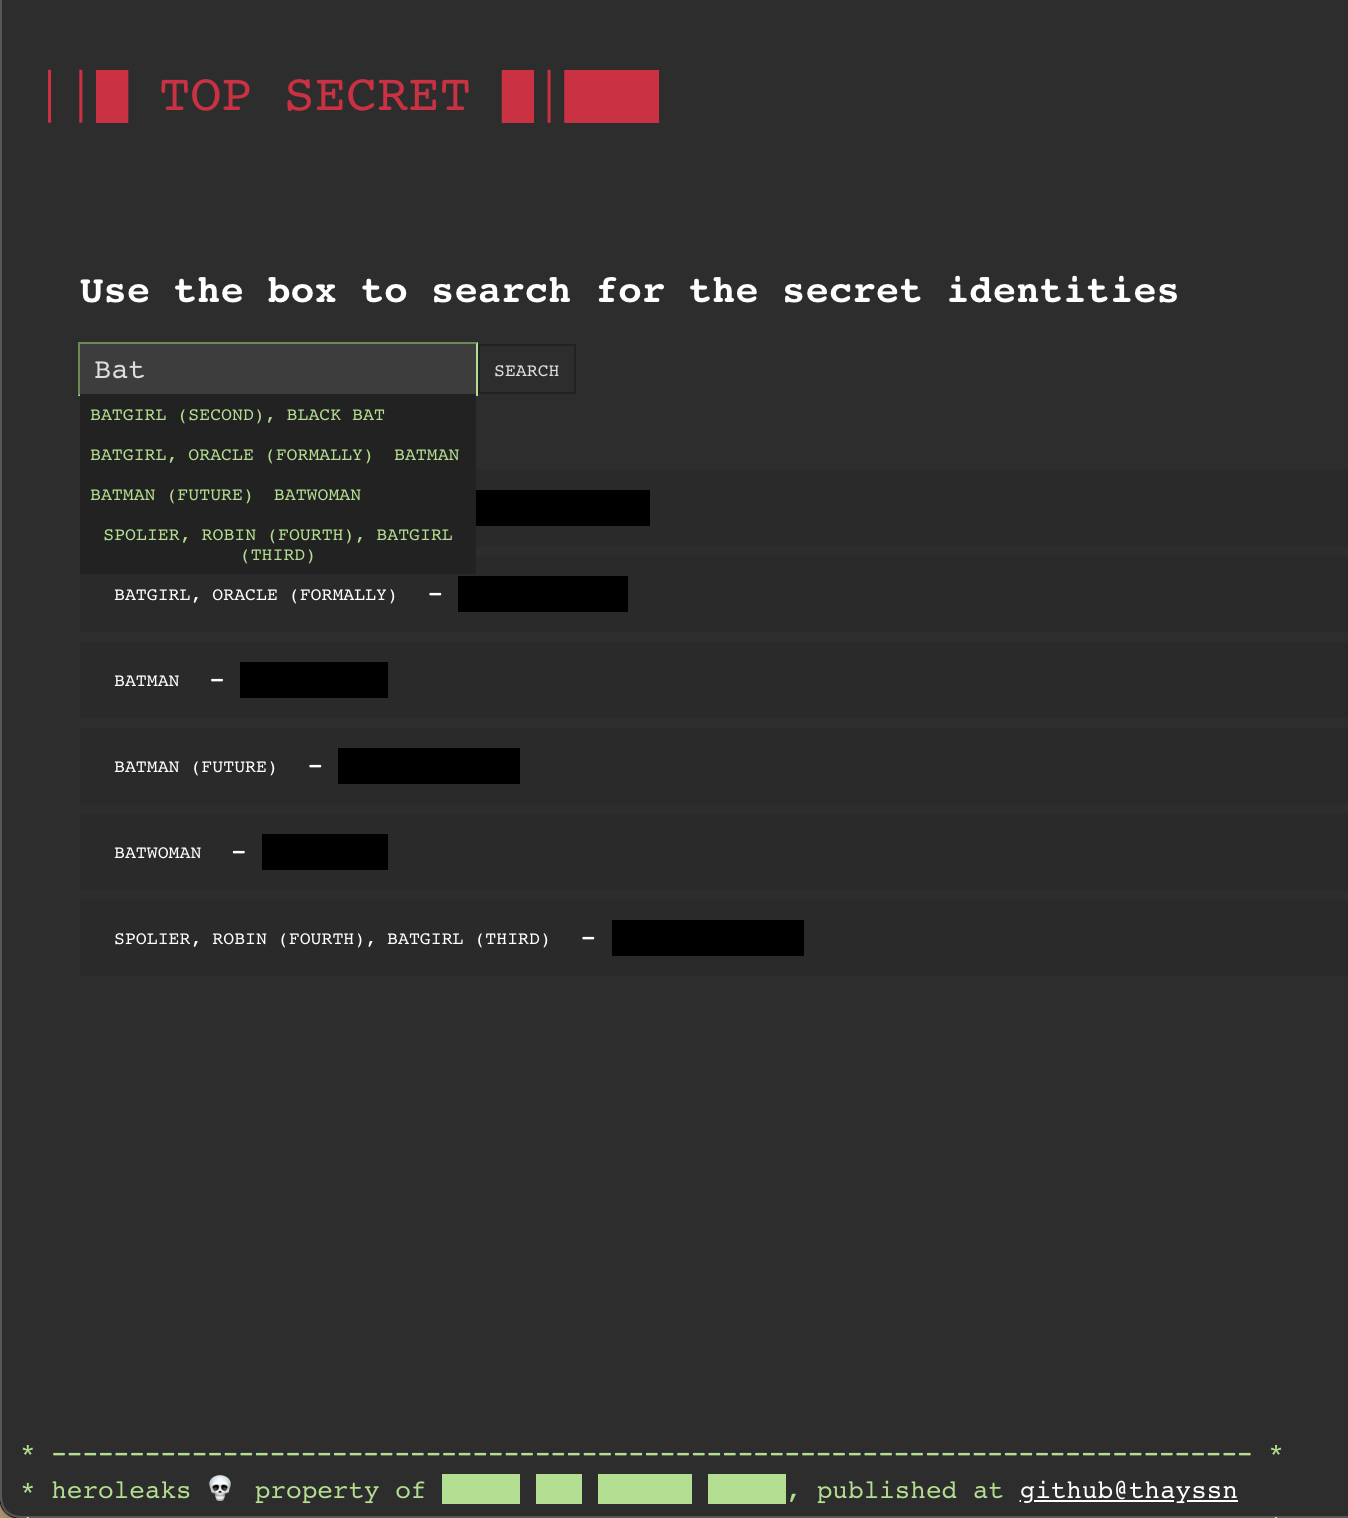 TOP SECRET
Use the box to search for the secret identities
Bat
SEARCH
BATGIRL (SECOND), BLACK BAT
BATGIRL, ORACLE (FORMALLY) BATMAN
BATMAN (FUTURE) BATWOMAN
SPOLIER, ROBIN (FOURTH), BATGIRL
(THIRD)
BATGIRL, ORACLE (FORMALLY) –
BATMAN –
BATMAN (FUTURE) –
BATWOMAN –
SPOLIER, ROBIN (FOURTH), BATGIRL (THIRD) –
* ----------------------------------------------------------------------------- *
* heroleaks 💀 property of █████ ███ ██████ █████, published at github@thayssn